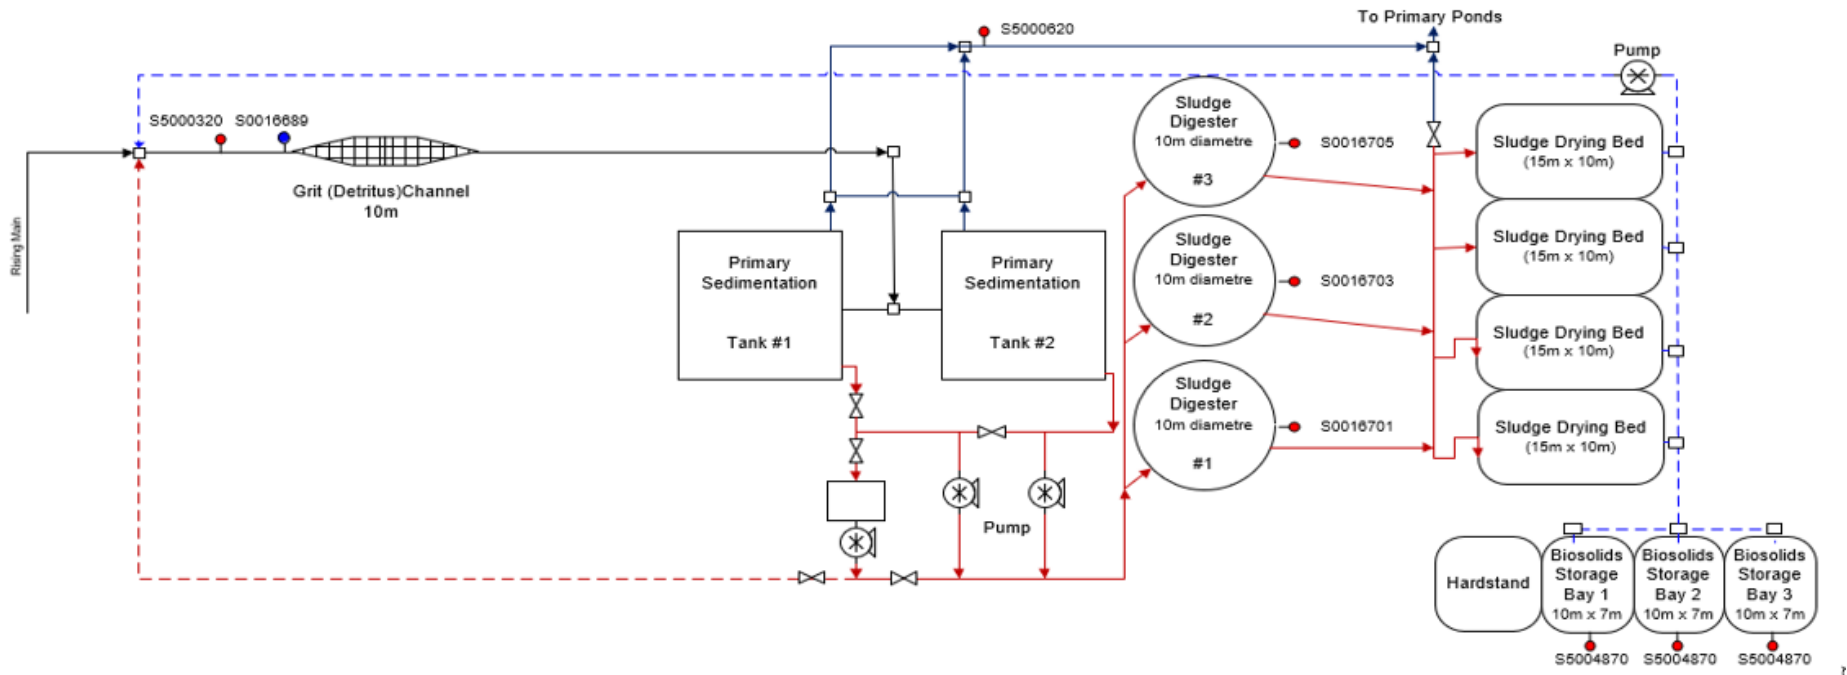 To Primary Ponds
S5000620
Pump
S5000320
S0016689
Grit (Detritus)Channel
10m
Rising Main
Primary
Sedimentation
Tank #1
Primary
Sedimentation
Tank #2
Sludge
Digester
10m diametre
#3
S0016705
Sludge
Digester
10m diametre
#2
S0016703
Sludge
Digester
10m diametre
#1
S0016701
Sludge Drying Bed
(15m x 10m)
Sludge Drying Bed
(15m x 10m)
Sludge Drying Bed
(15m x 10m)
Sludge Drying Bed
(15m x 10m)
Pump
Hardstand
Biosolids
Storage
Bay 1
10m x 7m
Biosolids
Storage
Bay 2
10m x 7m
Biosolids
Storage
Bay 3
10m x 7m
S5004870
S5004870
S5004870